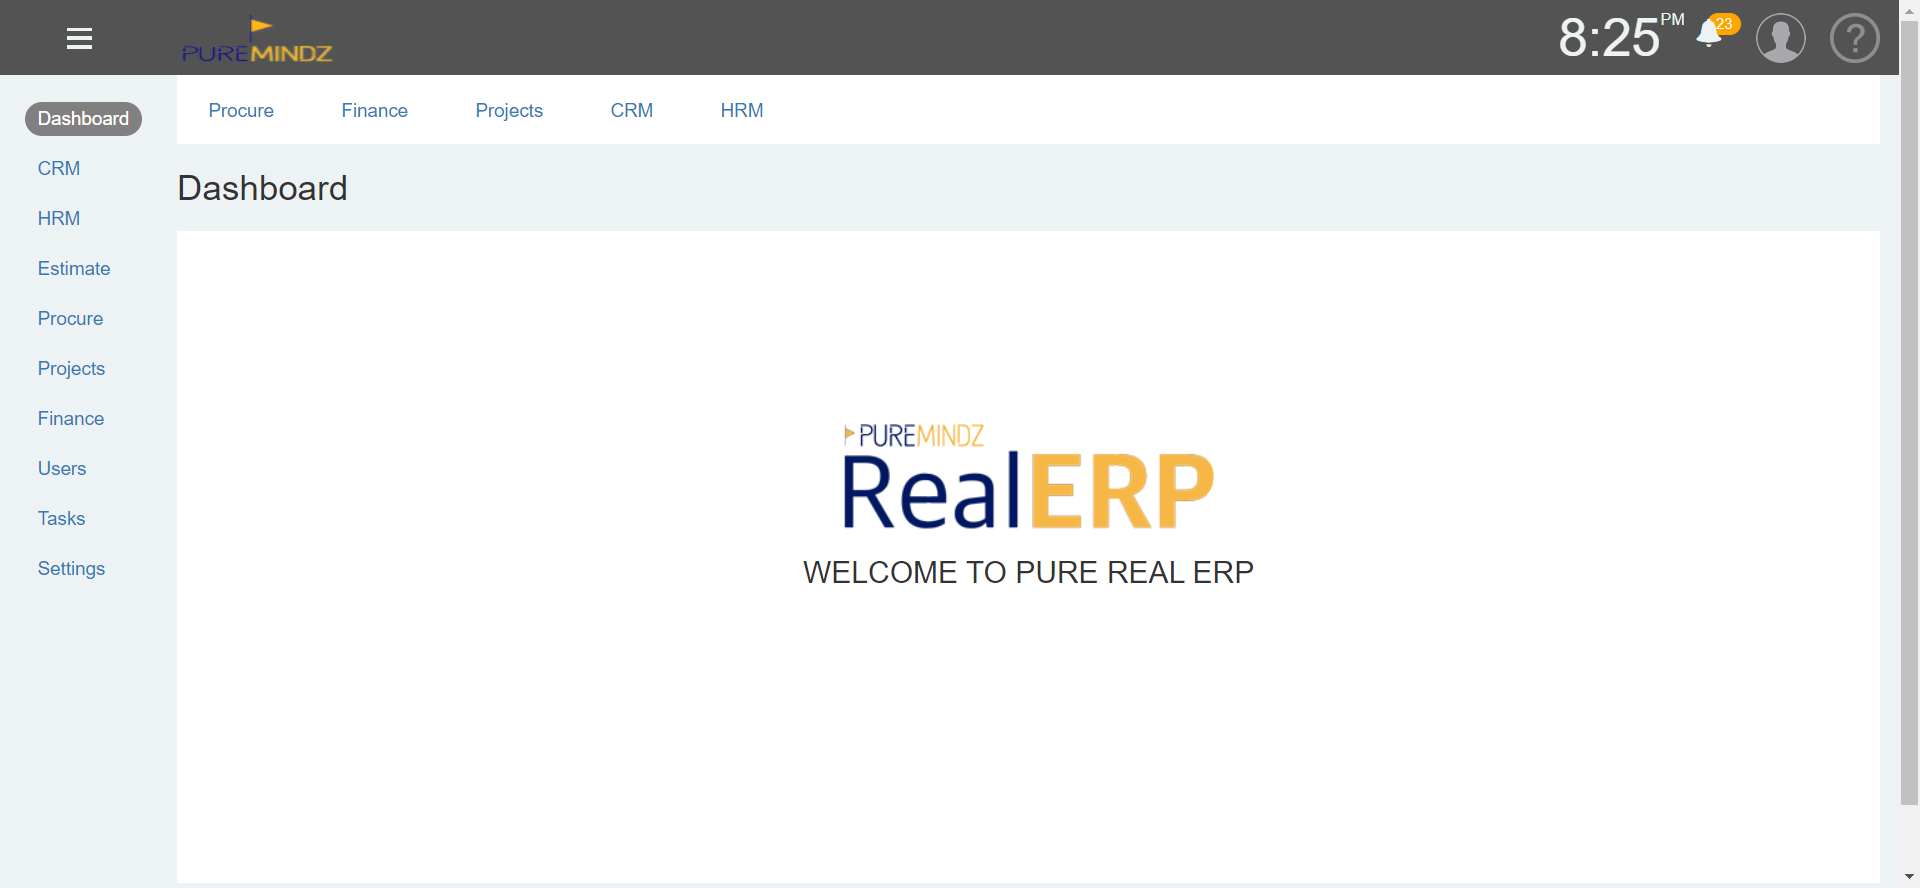 PUREMINDZ
8:25 PM
23
?
Dashboard
CRM
HRM
Estimate
Procure
Projects
Finance
Users
Tasks
Settings
Procure Finance Projects CRM HRM
Dashboard
PUREMINDZ
RealERP
WELCOME TO PURE REAL ERP